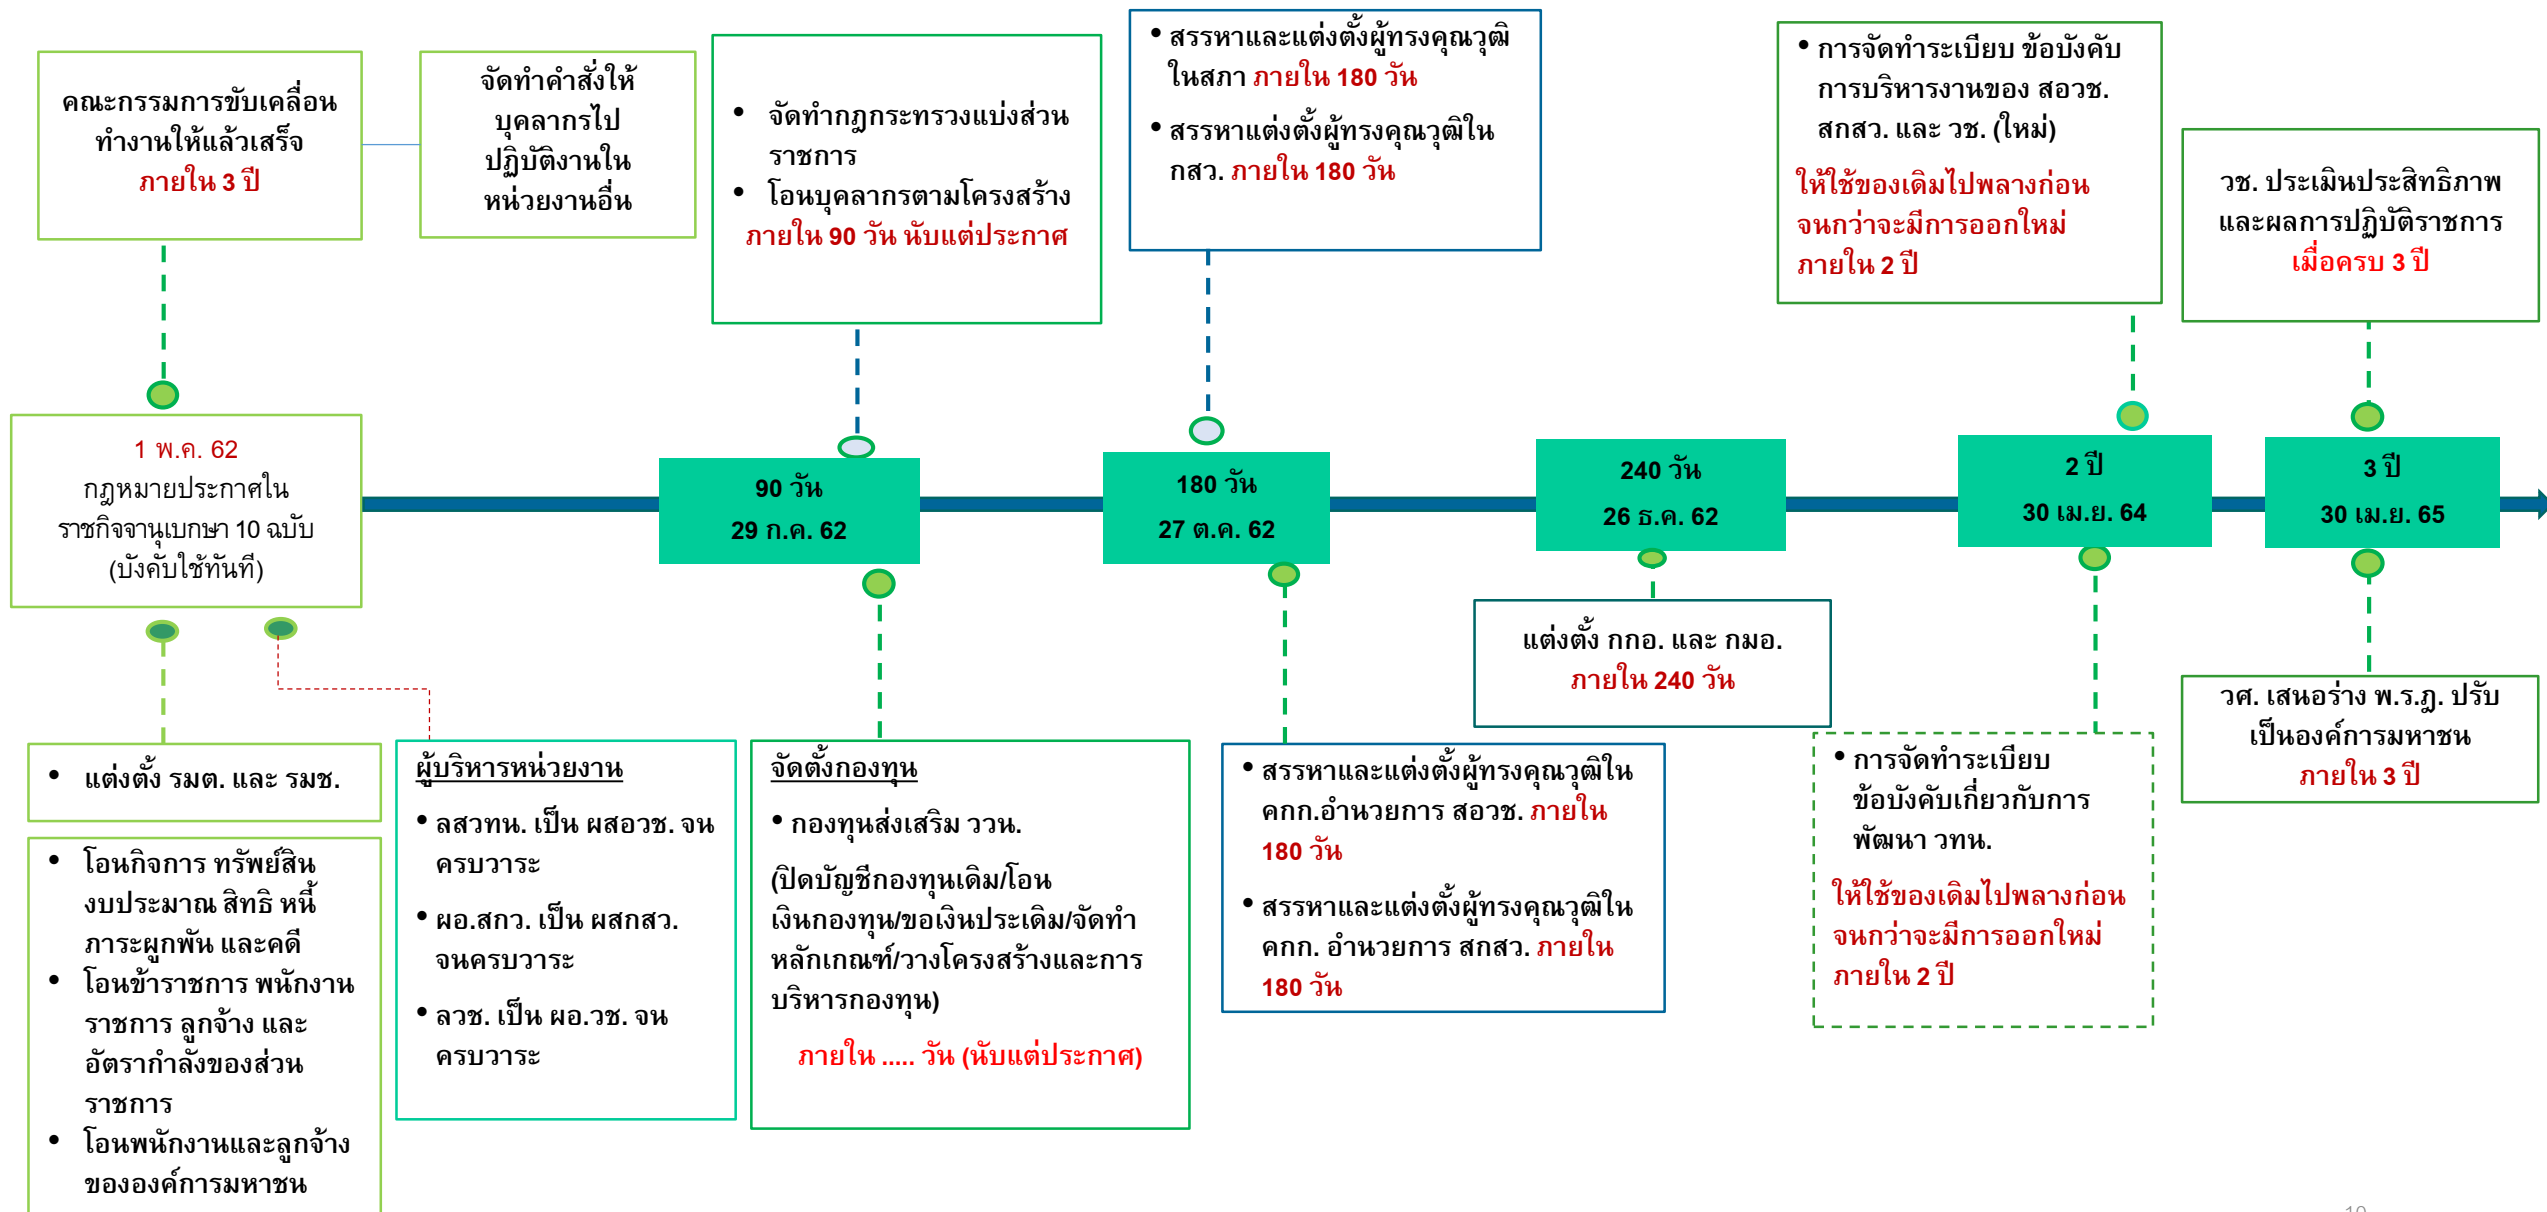 คณะกรรมการขับเคลื่อน
ทำงานให้แล้วเสร็จ
ภายใน 3 ปี
จัดทำคำสั่งให้
บุคลากรไป
ปฏิบัติงานใน
หน่วยงานอื่น
• จัดทำกฎกระทรวงแบ่งส่วน
ราชการ
• โอนบุคลากรตามโครงสร้าง
ภายใน 90 วัน นับแต่ประกาศ
• สรรหาและแต่งตั้งผู้ทรงคุณวุฒิ
ในสภา ภายใน 180 วัน
• สรรหาแต่งตั้งผู้ทรงคุณวุฒิใน
กสว. ภายใน 180 วัน
• การจัดทำระเบียบ ข้อบังคับ
การบริหารงานของ สอวช.
สกสว. และ วช. (ใหม่)
ให้ใช้ของเดิมไปพลางก่อน
จนกว่าจะมีการออกใหม่
ภายใน 2 ปี
วช. ประเมินประสิทธิภาพ
และผลการปฏิบัติราชการ
เมื่อครบ 3 ปี
1 พ.ค. 62
กฎหมายประกาศใน
ราชกิจจานุเบกษา 10 ฉบับ
(บังคับใช้ทันที)
90 วัน
29 ก.ค. 62
180 วัน
27 ต.ค. 62
240 วัน
26 ธ.ค. 62
2 ปี
30 เม.ย. 64
3 ปี
30 เม.ย. 65
• แต่งตั้ง รมต. และ รมช.
• โอนกิจการ ทรัพย์สิน
งบประมาณ สิทธิ หนี้
ภาระผูกพัน และคดี
• โอนข้าราชการ พนักงาน
ราชการ ลูกจ้าง และ
อัตรากำลังของส่วน
ราชการ
• โอนพนักงานและลูกจ้าง
ขององค์การมหาชน
ผู้บริหารหน่วยงาน
• ลสวทน. เป็น ผสอวช. จน
ครบวาระ
• ผอ.สกว. เป็น ผสกสว.
จนครบวาระ
• ลวช. เป็น ผอ.วช. จน
ครบวาระ
จัดตั้งกองทุน
• กองทุนส่งเสริม ววน.
(ปิดบัญชีกองทุนเดิม/โอน
เงินกองทุน/ขอเงินประเดิม/จัดทำ
หลักเกณฑ์/วางโครงสร้างและการ
บริหารกองทุน)
ภายใน ..... วัน (นับแต่ประกาศ)
• สรรหาและแต่งตั้งผู้ทรงคุณวุฒิใน
คกก.อำนวยการ สอวช. ภายใน
180 วัน
• สรรหาและแต่งตั้งผู้ทรงคุณวุฒิใน
คกก. อำนวยการ สกสว. ภายใน
180 วัน
แต่งตั้ง กกอ. และ กมอ.
ภายใน 240 วัน
• การจัดทำระเบียบ
ข้อบังคับเกี่ยวกับการ
พัฒนา วทน.
ให้ใช้ของเดิมไปพลางก่อน
จนกว่าจะมีการออกใหม่
ภายใน 2 ปี
วศ. เสนอร่าง พ.ร.ฎ. ปรับ
เป็นองค์การมหาชน
ภายใน 3 ปี